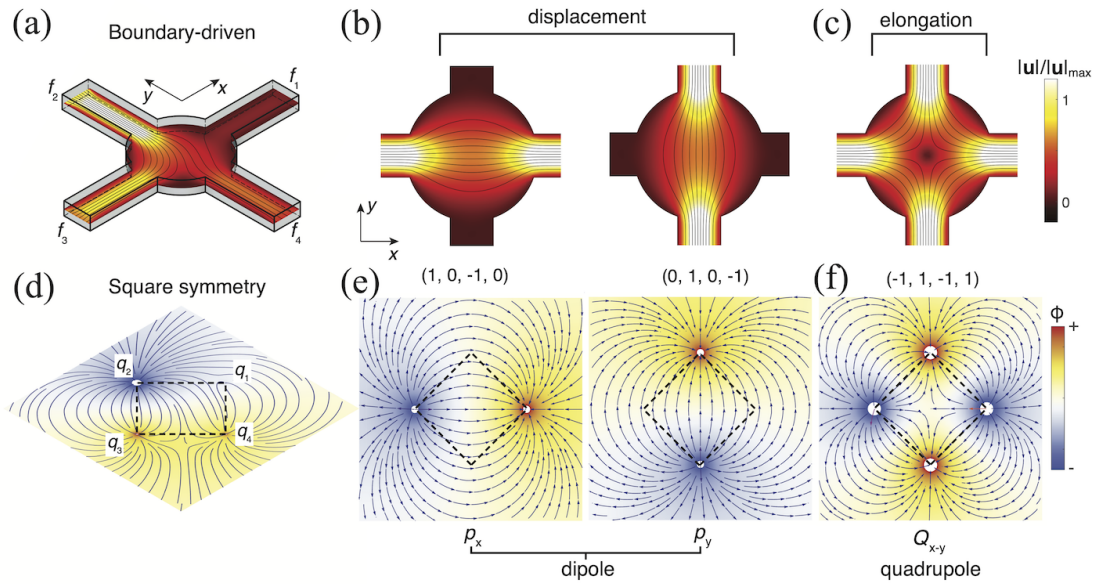 (a)
Boundary-driven
f2
y
x
f1
f3
f4
(b)
displacement
y
x
(c)
elongation
|u|/|u|max
1
0
(d)
Square symmetry
q2
q1
q3
q4
(e)
(1, 0, -1, 0)
(0, 1, 0, -1)
px
py
dipole
(f)
(-1, 1, -1, 1)
Φ
+
-
Qx-y
quadrupole